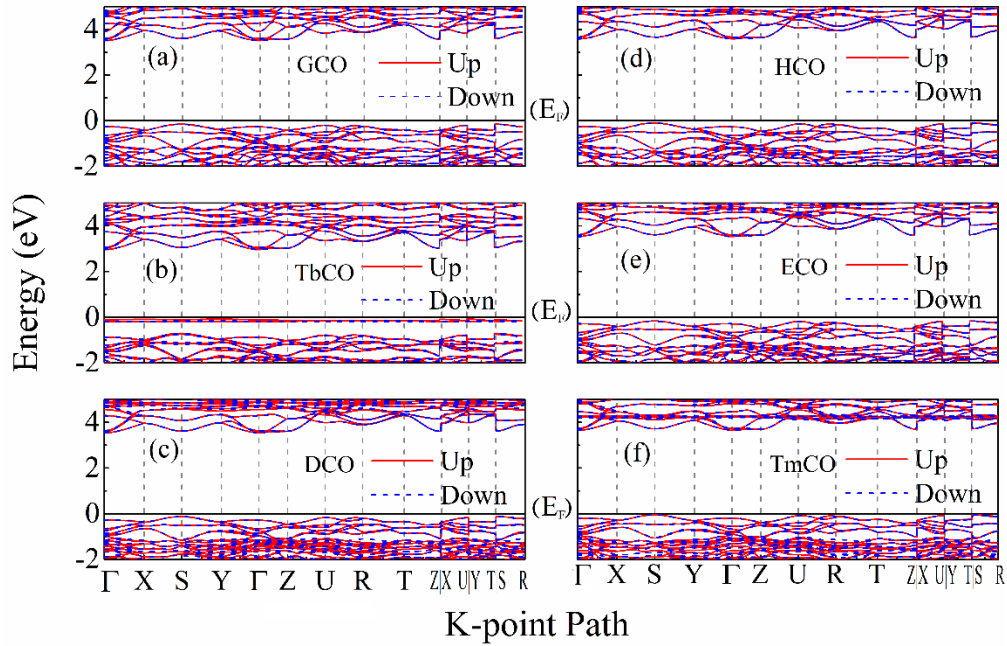 4
2
0
-2
(a)
GCO
Up
Down
(E_F)
(d)
HCO
Up
Down
4
2
0
-2
(b)
TbCO
Up
Down
(E_F)
(e)
ECO
Up
Down
4
2
0
-2
(c)
DCO
Up
Down
(E_F)
(f)
TmCO
Up
Down
Energy (eV)
Γ X S Y Γ Z U R T Z|X U|Y T|S R
Γ X S Y Γ Z U R T Z|X U|Y T|S R
K-point Path